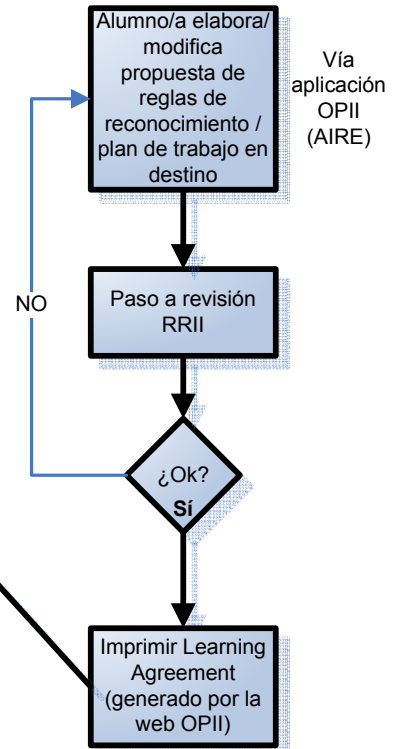 Alumno/a elabora/
modifica
propuesta de
reglas de
reconocimiento /
plan de trabajo en
destino
Vía
aplicación
OPII
(AIRE)
NO
Paso a revisión
RRII
¿Ok?
Sí
Imprimir Learning
Agreement
(generado por la
web OPII)